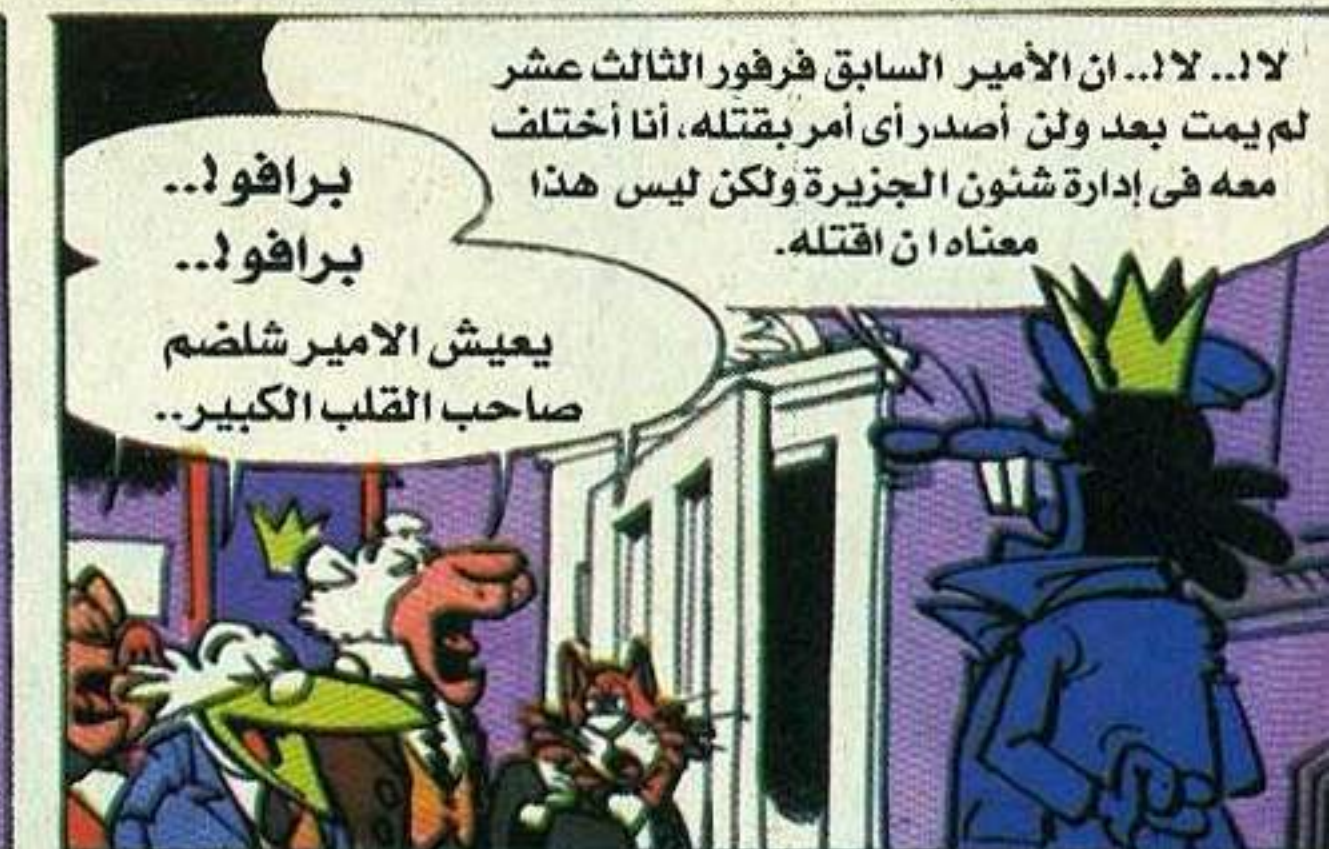 لا!.. لا!.. ان الأمير السابق فرفور الثالث عشر
لم يمت بعد ولن أصدر أى أمر بقتله، أنا أختلف
معه فى إدارة شئون الجزيرة ولكن ليس هذا
معناه ان اقتله.
برافو!..
برافو!..
يعيش الامير شلضم
صاحب القلب الكبير..